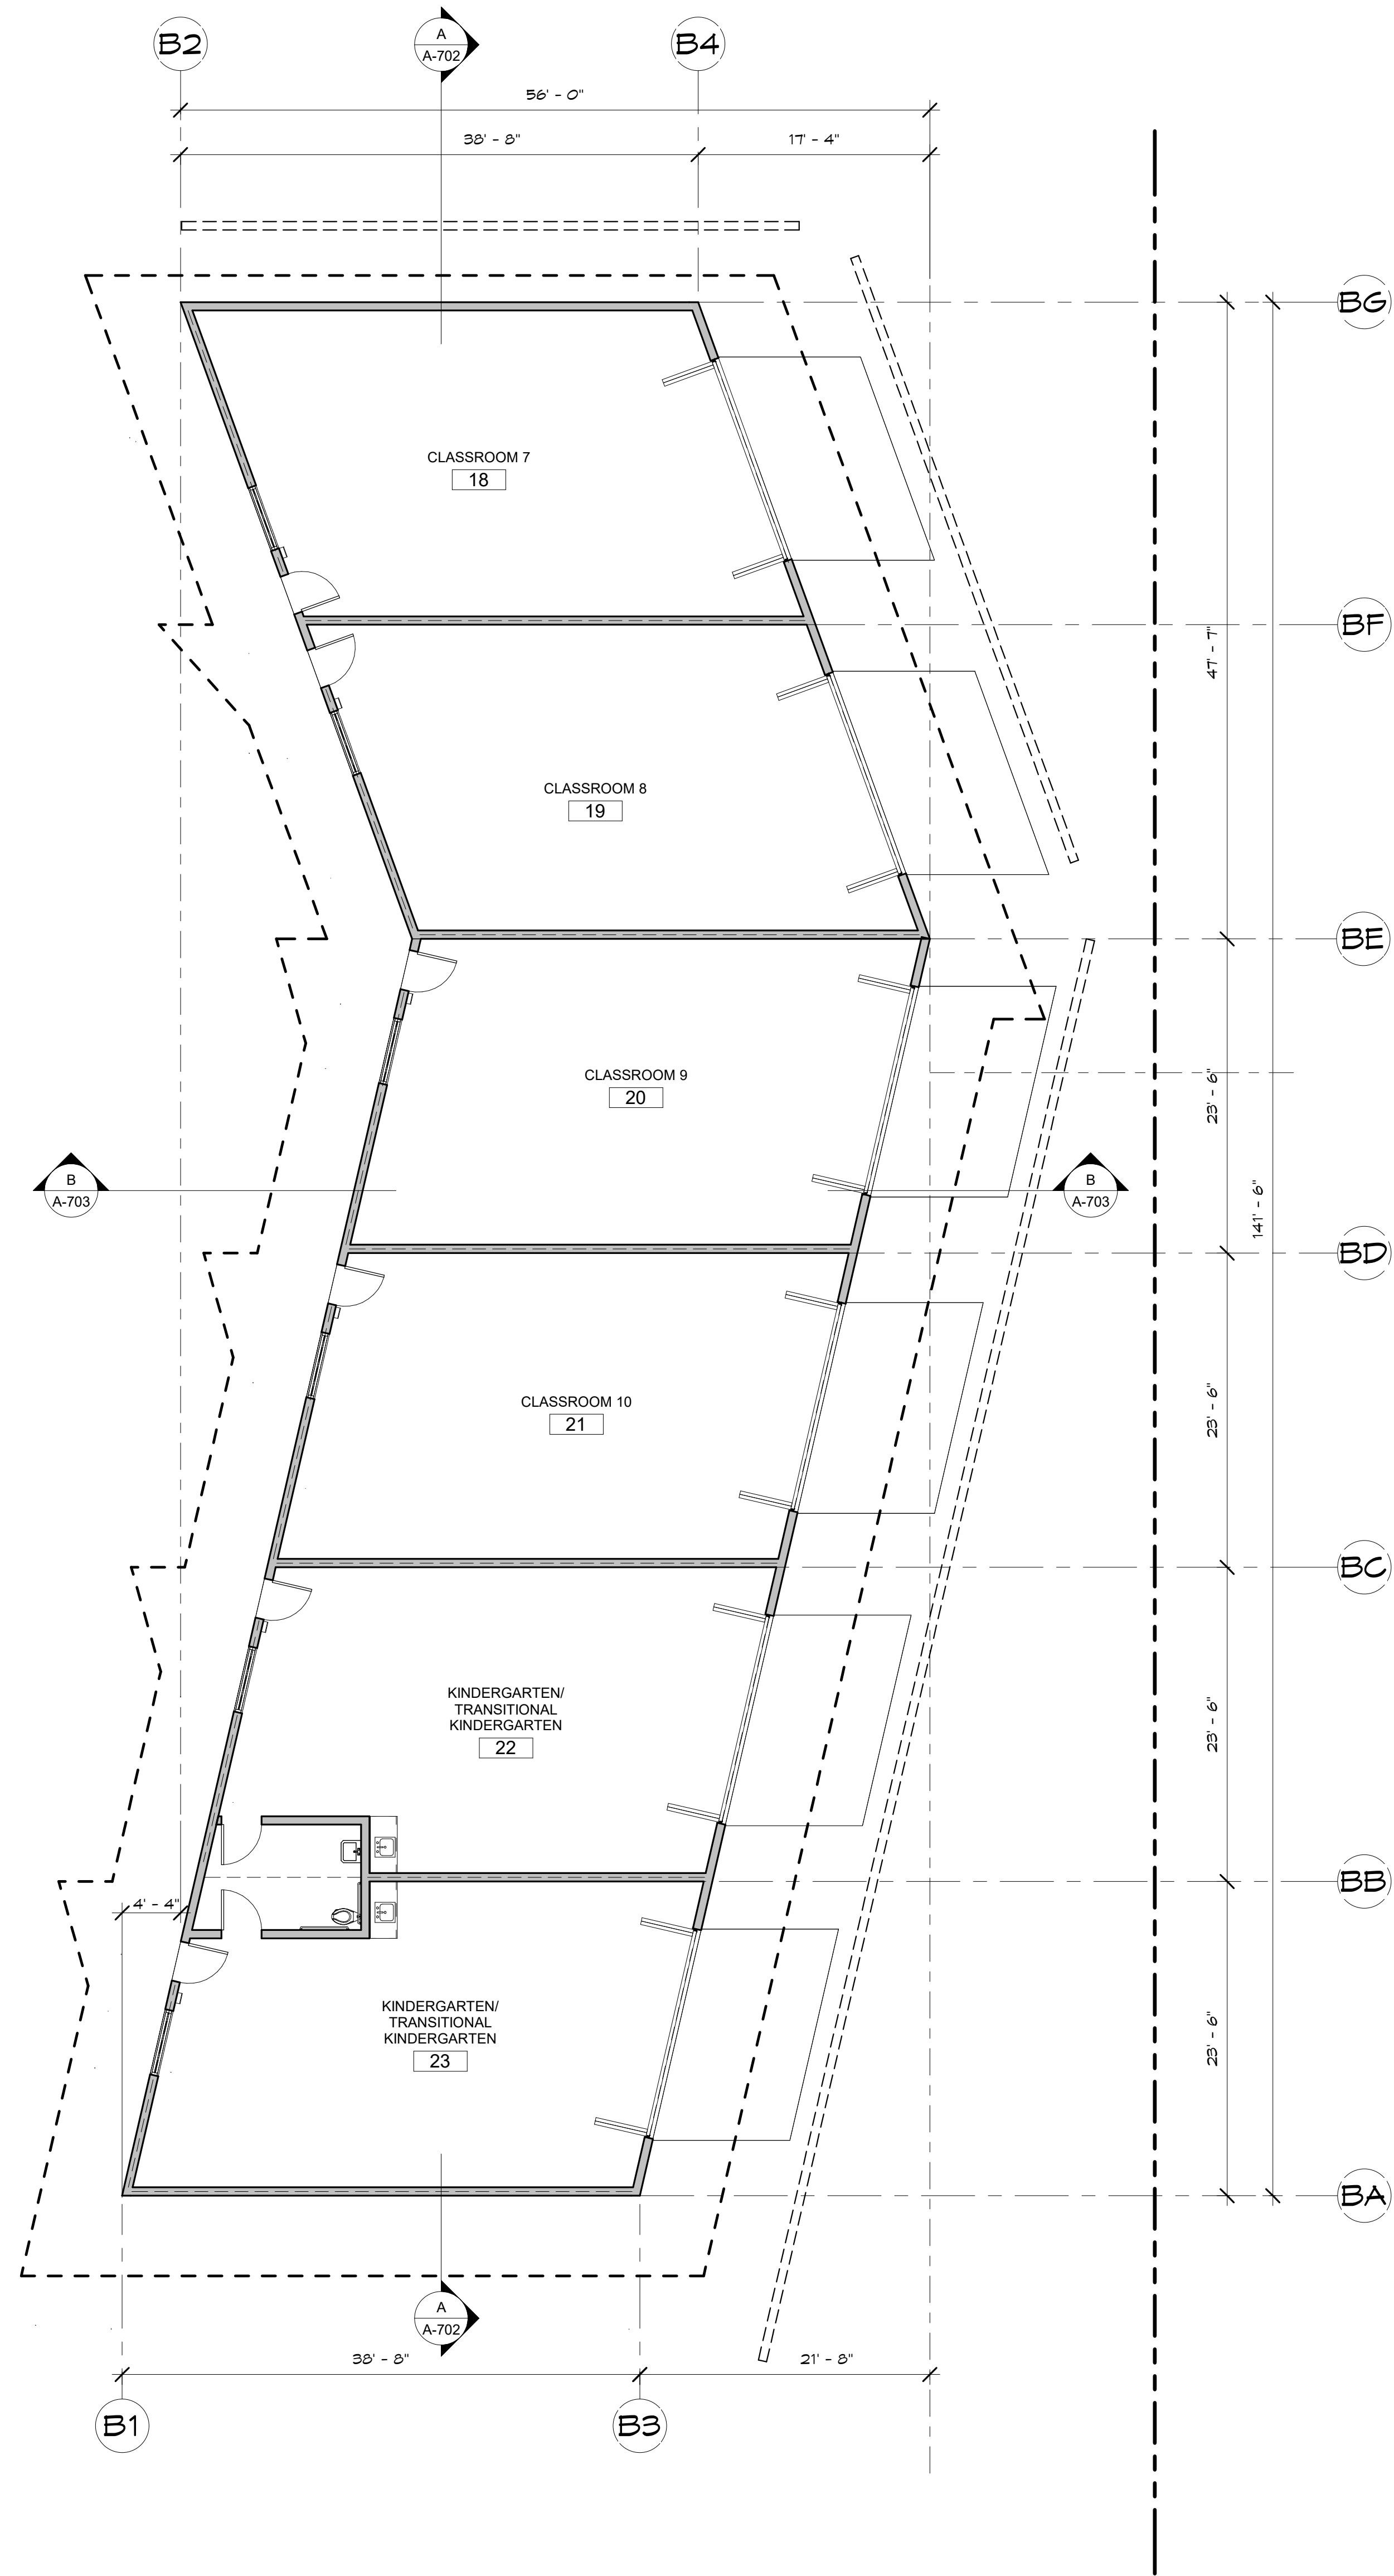 B2
A
A-702
B4
56' - 0"
38' - 8"
17' - 4"
BG
CLASSROOM 7
18
BF
47' - 7"
CLASSROOM 8
19
BE
CLASSROOM 9
20
23' - 6"
B
A-703
B
A-703
141' - 6"
BD
CLASSROOM 10
21
23' - 6"
BC
KINDERGARTEN/
TRANSITIONAL
KINDERGARTEN
22
23' - 6"
BB
4' - 4"
KINDERGARTEN/
TRANSITIONAL
KINDERGARTEN
23
23' - 6"
BA
A
A-702
38' - 8"
21' - 8"
B1
B3